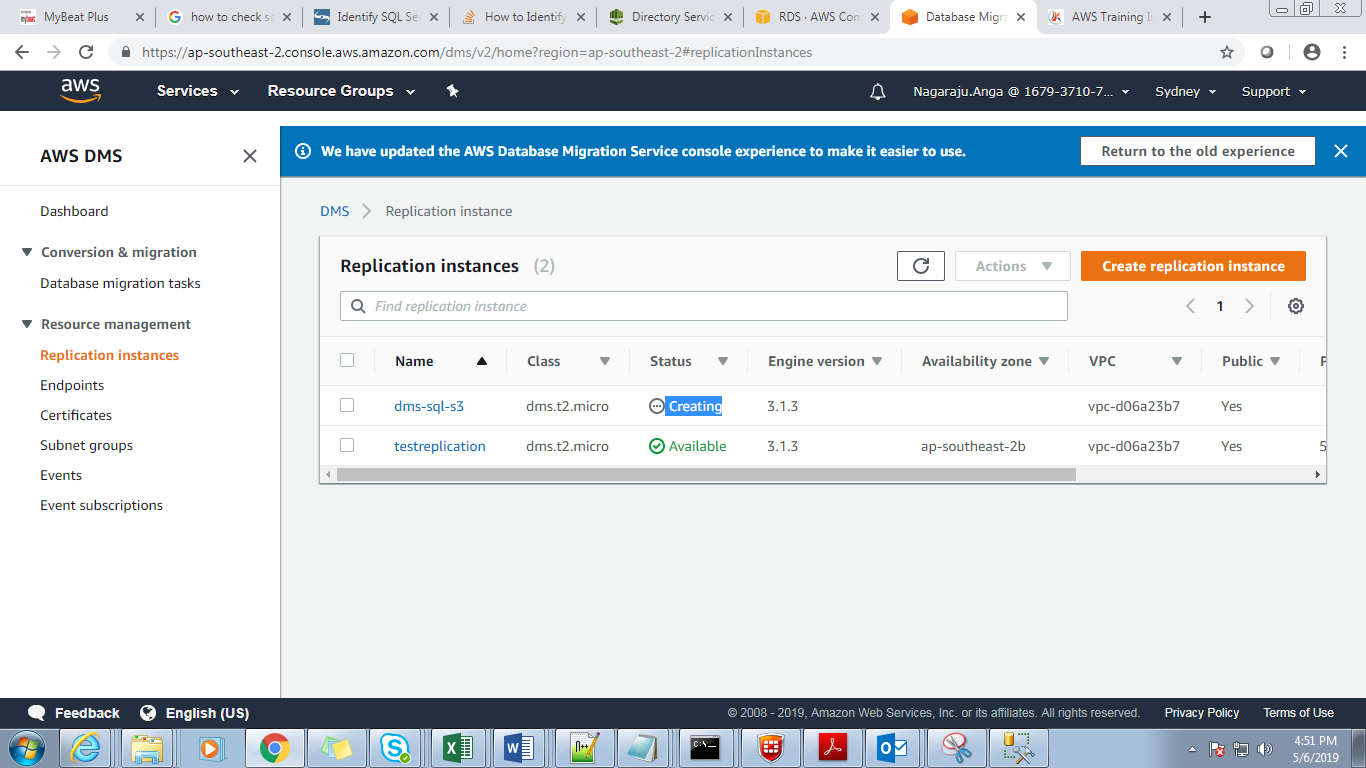 MyBeat Plus
how to check sc
Identify SQL Se
How to Identify
Directory Servic
RDS · AWS Con
Database Migra
AWS Training In
https://ap-southeast-2.console.aws.amazon.com/dms/v2/home?region=ap-southeast-2#replicationInstances
aws
Services
Resource Groups
Nagaraju.Anga @ 1679-3710-7...
Sydney
Support
AWS DMS
We have updated the AWS Database Migration Service console experience to make it easier to use.
Return to the old experience
Dashboard
Conversion & migration
Database migration tasks
Resource management
Replication instances
Endpoints
Certificates
Subnet groups
Events
Event subscriptions
DMS
Replication instance
Replication instances (2)
Actions
Create replication instance
Find replication instance
1
Name Class Status Engine version Availability zone VPC Public P
dms-sql-s3 dms.t2.micro Creating 3.1.3 vpc-d06a23b7 Yes
testreplication dms.t2.micro Available 3.1.3 ap-southeast-2b vpc-d06a23b7 Yes 5
Feedback
English (US)
© 2008 - 2019, Amazon Web Services, Inc. or its affiliates. All rights reserved.
Privacy Policy
Terms of Use
4:51 PM
5/6/2019